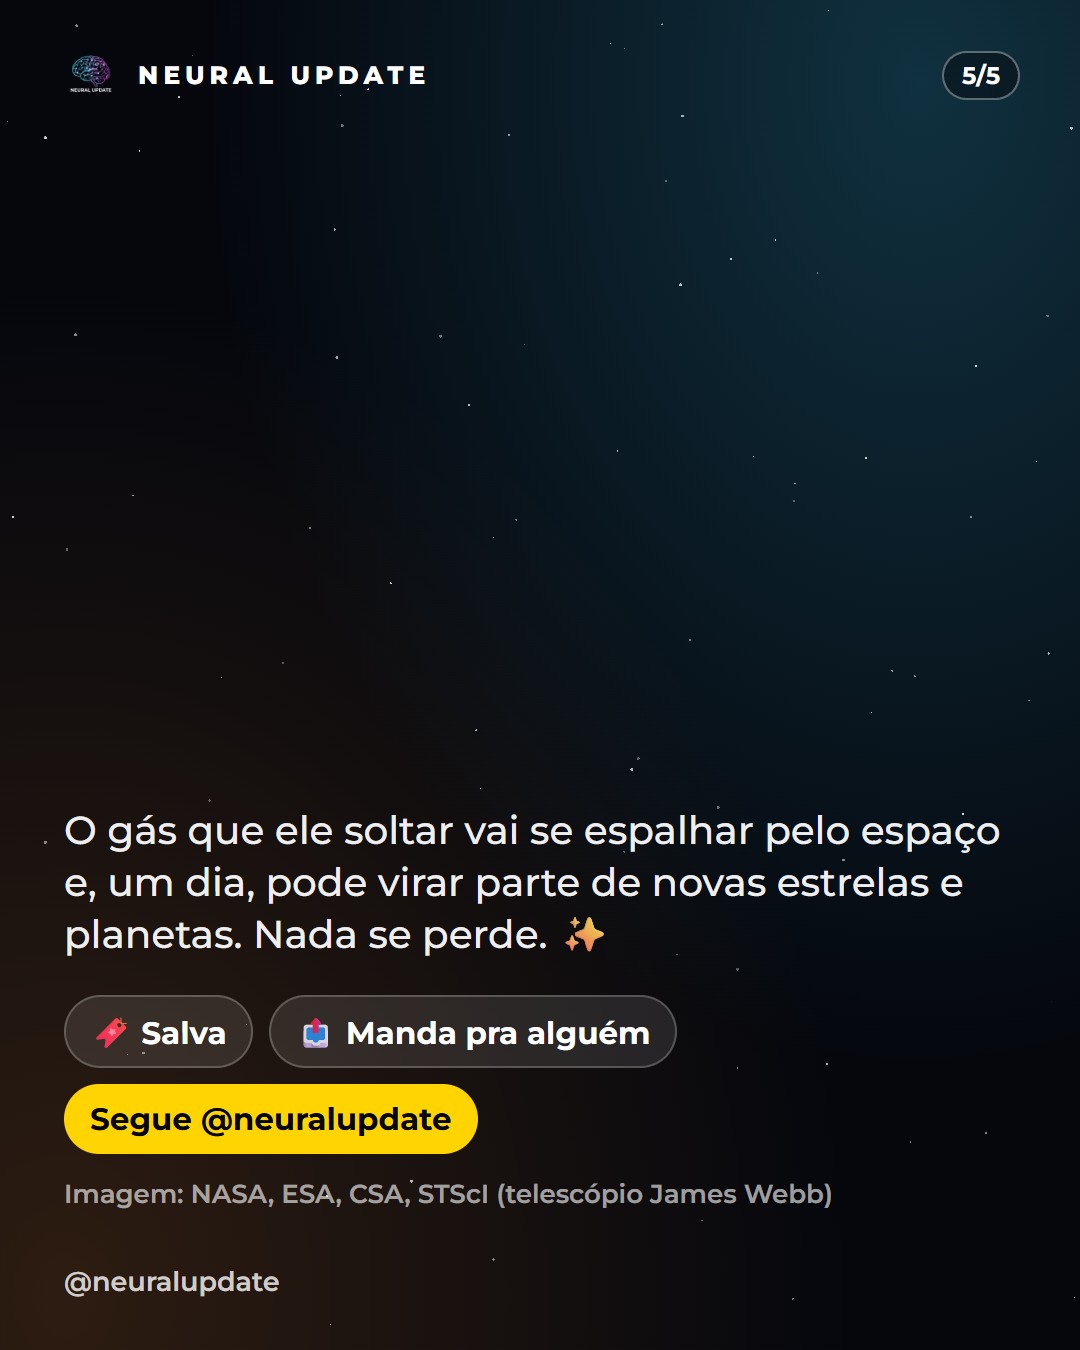 NEURAL UPDATE
NEURAL UPDATE
5/5
O gás que ele soltar vai se espalhar pelo espaço
e, um dia, pode virar parte de novas estrelas e
planetas. Nada se perde. ✨
Salva
Manda pra alguém
Segue @neuralupdate
Imagem: NASA, ESA, CSA, STScI (telescópio James Webb)
@neuralupdate